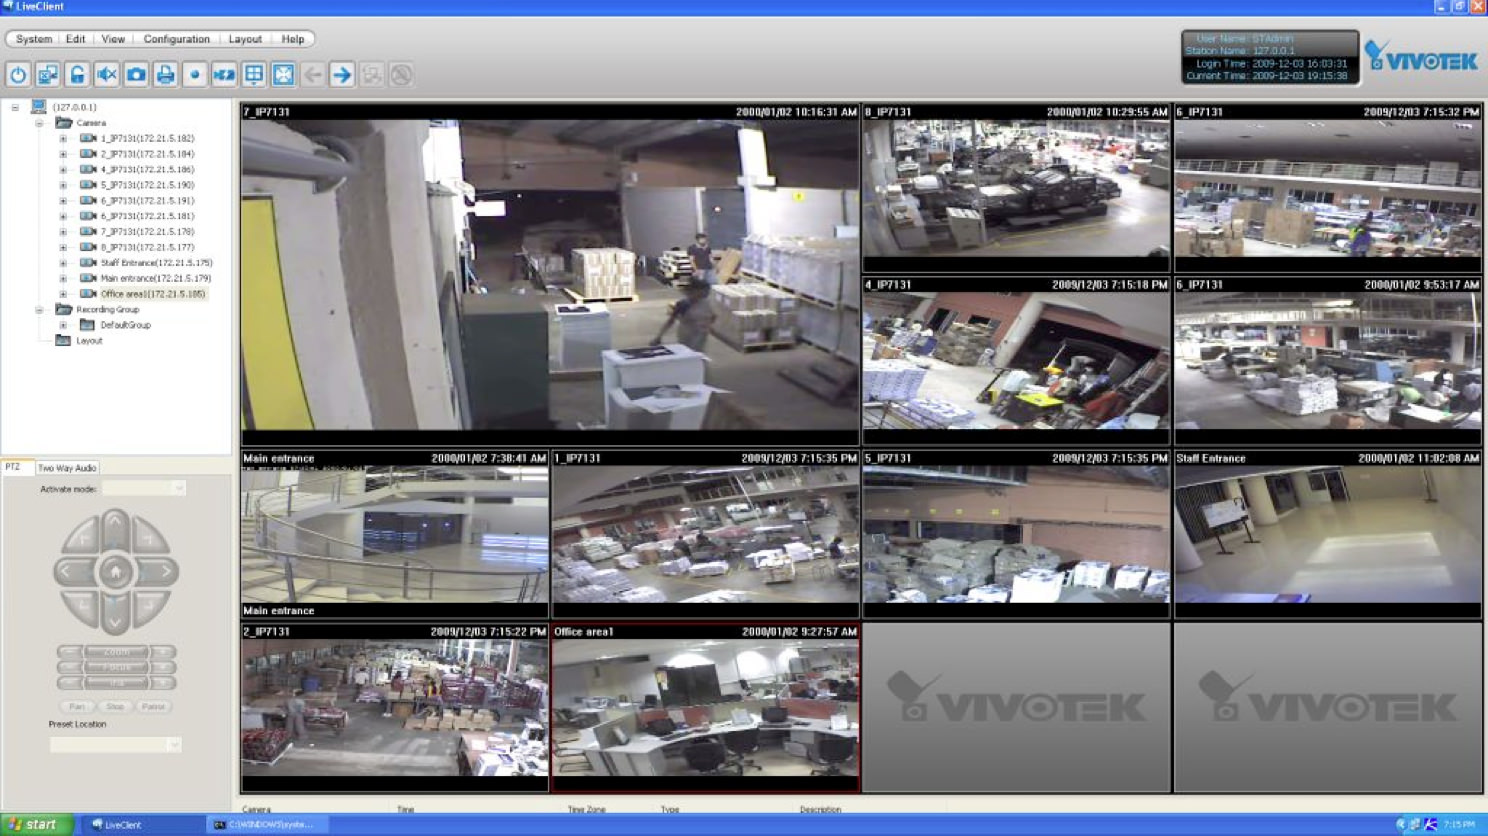 LiveClient
System Edit View Configuration Layout Help
User Name: STAdmin
Station Name: 127.0.0.1
Login Time: 2009-12-03 16:03:31
Current Time: 2009-12-03 19:15:38
VIVOTEK
(127.0.0.1)
Camera
1_IP7131(172.21.5.182)
2_IP7131(172.21.5.184)
4_IP7131(172.21.5.186)
5_IP7131(172.21.5.190)
6_IP7131(172.21.5.191)
6_IP7131(172.21.5.181)
7_IP7131(172.21.5.178)
8_IP7131(172.21.5.177)
Staff Entrance(172.21.5.175)
Main entrance(172.21.5.179)
Office area1(172.21.5.185)
Recording Group
DefaultGroup
Layout
PTZ Two Way Audio
Activate mode:
Zoom
Focus
Iris
Pan Stop Patrol
Preset Location
7_IP7131 2000/01/02 10:16:31 AM
8_IP7131 2000/01/02 10:29:55 AM
6_IP7131 2009/12/03 7:15:32 PM
4_IP7131 2009/12/03 7:15:18 PM
6_IP7131 2000/01/02 9:53:17 AM
Main entrance 2000/01/02 7:38:41 AM
Main entrance
1_IP7131 2009/12/03 7:15:35 PM
5_IP7131 2009/12/03 7:15:35 PM
Staff Entrance 2000/01/02 11:02:08 AM
2_IP7131 2009/12/03 7:15:22 PM
Office area1 2000/01/02 9:27:57 AM
VIVOTEK
VIVOTEK
Camera Time Time Zone Type Description
start LiveClient C:\WINDOWS\syste... 7:15 PM